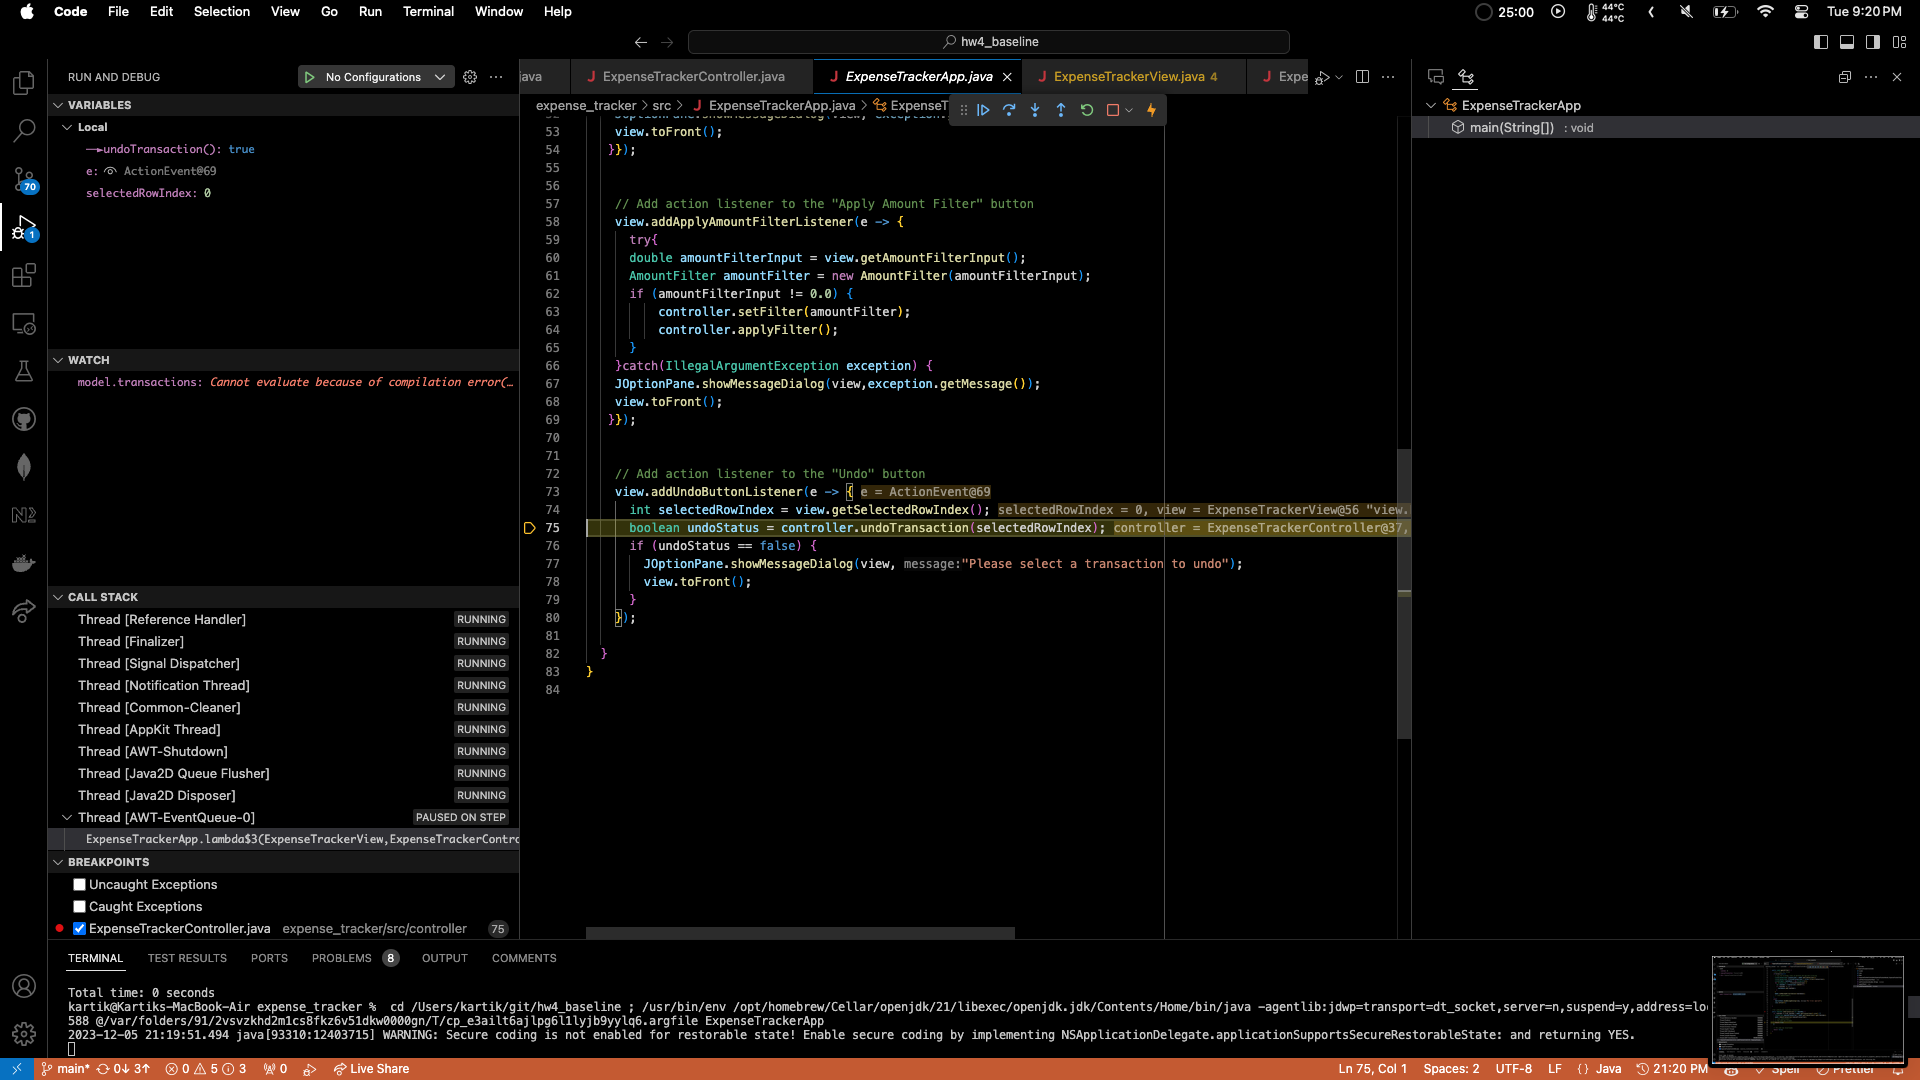 Code File Edit Selection View Go Run Terminal Window Help
25:00
44°C
44°C
Tue 9:20 PM
hw4_baseline
RUN AND DEBUG
No Configurations
java
ExpenseTrackerController.java
ExpenseTrackerApp.java
ExpenseTrackerView.java 4
Expe
VARIABLES
Local
undoTransaction(): true
e: ActionEvent@69
selectedRowIndex: 0
WATCH
model.transactions: Cannot evaluate because of compilation error(…
CALL STACK
Thread [Reference Handler] RUNNING
Thread [Finalizer] RUNNING
Thread [Signal Dispatcher] RUNNING
Thread [Notification Thread] RUNNING
Thread [Common-Cleaner] RUNNING
Thread [AppKit Thread] RUNNING
Thread [AWT-Shutdown] RUNNING
Thread [Java2D Queue Flusher] RUNNING
Thread [Java2D Disposer] RUNNING
Thread [AWT-EventQueue-0] PAUSED ON STEP
ExpenseTrackerApp.lambda$3(ExpenseTrackerView,ExpenseTrackerContro
BREAKPOINTS
Uncaught Exceptions
Caught Exceptions
ExpenseTrackerController.java expense_tracker/src/controller 75
70
1
expense_tracker > src > ExpenseTrackerApp.java > ExpenseT
53 view.toFront();
54 }});
55
56
57 // Add action listener to the "Apply Amount Filter" button
58 view.addApplyAmountFilterListener(e -> {
59 try{
60 double amountFilterInput = view.getAmountFilterInput();
61 AmountFilter amountFilter = new AmountFilter(amountFilterInput);
62 if (amountFilterInput != 0.0) {
63 controller.setFilter(amountFilter);
64 controller.applyFilter();
65 }
66 }catch(IllegalArgumentException exception) {
67 JOptionPane.showMessageDialog(view,exception.getMessage());
68 view.toFront();
69 }});
70
71
72 // Add action listener to the "Undo" button
73 view.addUndoButtonListener(e -> { e = ActionEvent@69
74 int selectedRowIndex = view.getSelectedRowIndex(); selectedRowIndex = 0, view = ExpenseTrackerView@56 "view.
75 boolean undoStatus = controller.undoTransaction(selectedRowIndex); controller = ExpenseTrackerController@37,
76 if (undoStatus == false) {
77 JOptionPane.showMessageDialog(view, message:"Please select a transaction to undo");
78 view.toFront();
79 }
80 });
81
82 }
83 }
84
ExpenseTrackerApp
main(String[]) : void
TERMINAL TEST RESULTS PORTS PROBLEMS 8 OUTPUT COMMENTS
Total time: 0 seconds
kartik@Kartiks-MacBook-Air expense_tracker % cd /Users/kartik/git/hw4_baseline ; /usr/bin/env /opt/homebrew/Cellar/openjdk/21/libexec/openjdk.jdk/Contents/Home/bin/java -agentlib:jdwp=transport=dt_socket,server=n,suspend=y,address=lo
588 @/var/folders/91/2vsvzkhd2m1cs8fkz6v51dkw0000gn/T/cp_e3ailt6ajlpg6l1lyjb9yylq6.argfile ExpenseTrackerApp
2023-12-05 21:19:51.494 java[93310:12403715] WARNING: Secure coding is not enabled for restorable state! Enable secure coding by implementing NSApplicationDelegate.applicationSupportsSecureRestorableState: and returning YES.
main* 0↓ 3↑ 0 5 3 0 Live Share
Ln 75, Col 1 Spaces: 2 UTF-8 LF {} Java 21:20 PM Spell Prettier